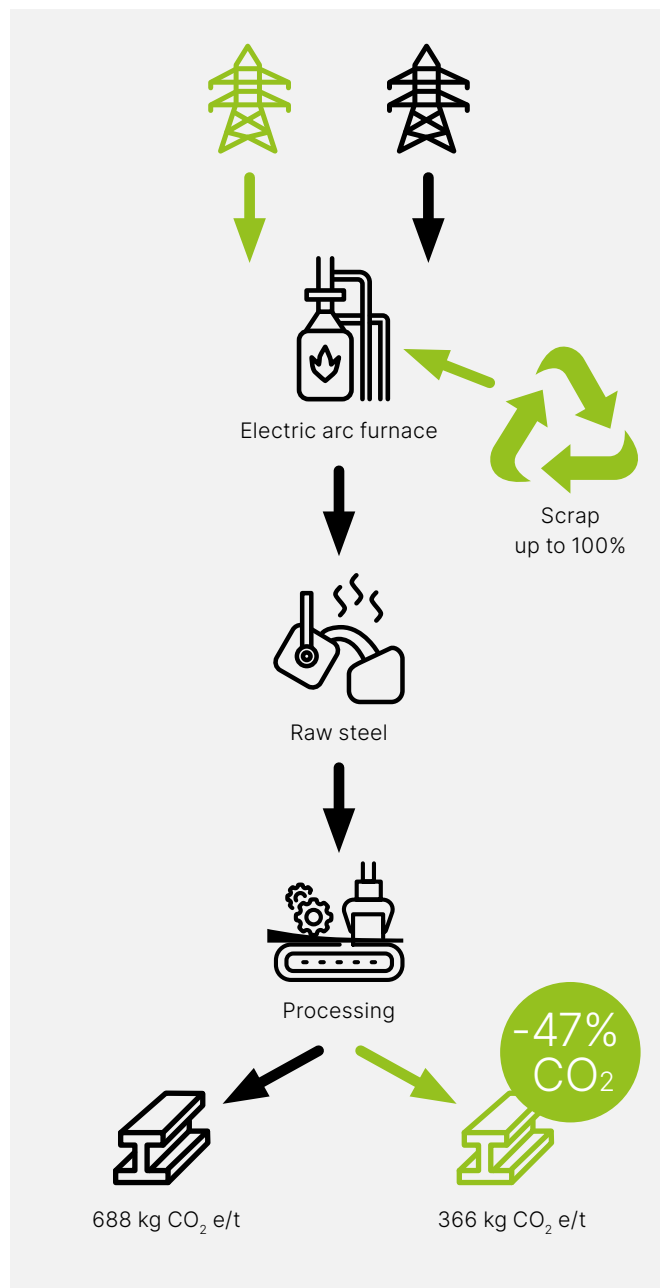 Electric arc furnace
Scrap
up to 100%
Raw steel
Processing
-47%
CO₂
688 kg CO₂ e/t
366 kg CO₂ e/t